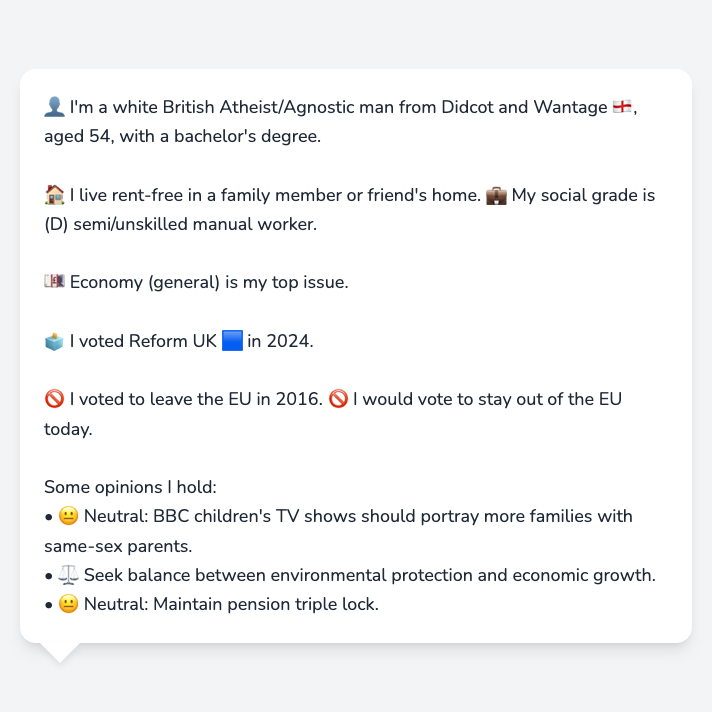 👤 I'm a white British Atheist/Agnostic man from Didcot and Wantage 🏴󠁧󠁢󠁥󠁮󠁧󠁿,
aged 54, with a bachelor's degree.
🏠 I live rent-free in a family member or friend's home. 💼 My social grade is
(D) semi/unskilled manual worker.
💷 Economy (general) is my top issue.
🗳️ I voted Reform UK 🟦 in 2024.
🚫 I voted to leave the EU in 2016. 🚫 I would vote to stay out of the EU
today.
Some opinions I hold:
• 😐 Neutral: BBC children's TV shows should portray more families with
same-sex parents.
• ⚖️ Seek balance between environmental protection and economic growth.
• 😐 Neutral: Maintain pension triple lock.